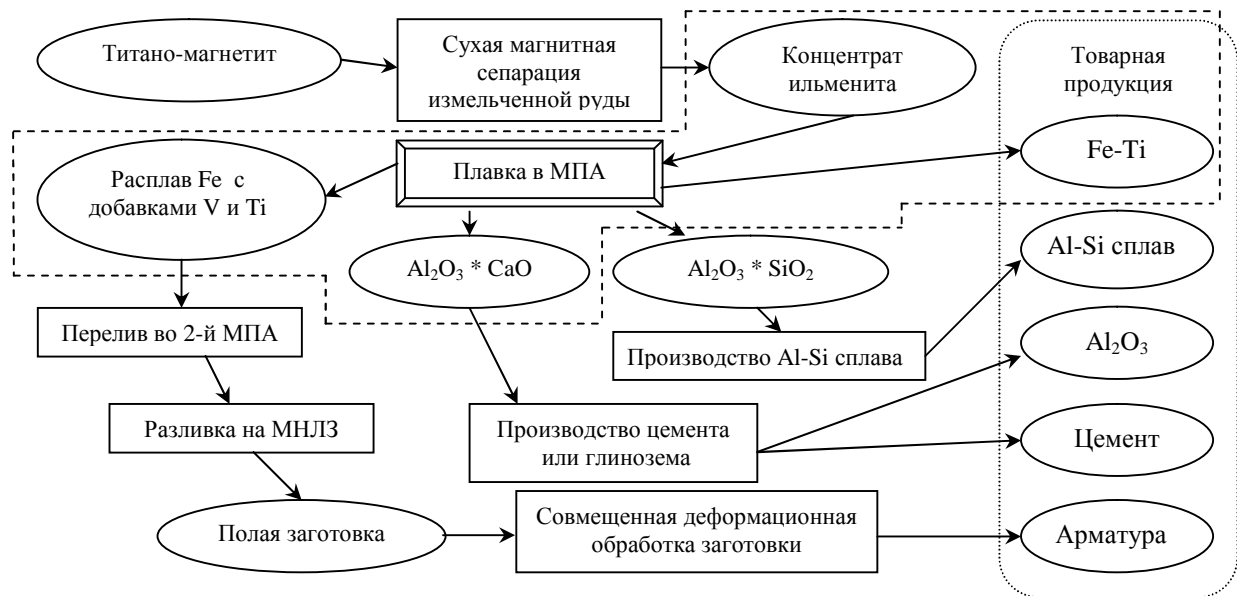 Титано-магнетит
Сухая магнитная
сепарация
измельченной руды
Концентрат
ильменита
Товарная
продукция
Расплав Fe с
добавками V и Ti
Плавка в МПА
Fe-Ti
Al₂O₃ * CaO
Al₂O₃ * SiO₂
Al-Si сплав
Перелив во 2-й МПА
Производство Al-Si сплава
Al₂O₃
Разливка на МНЛЗ
Производство цемента
или глинозема
Цемент
Полая заготовка
Совмещенная деформационная
обработка заготовки
Арматура